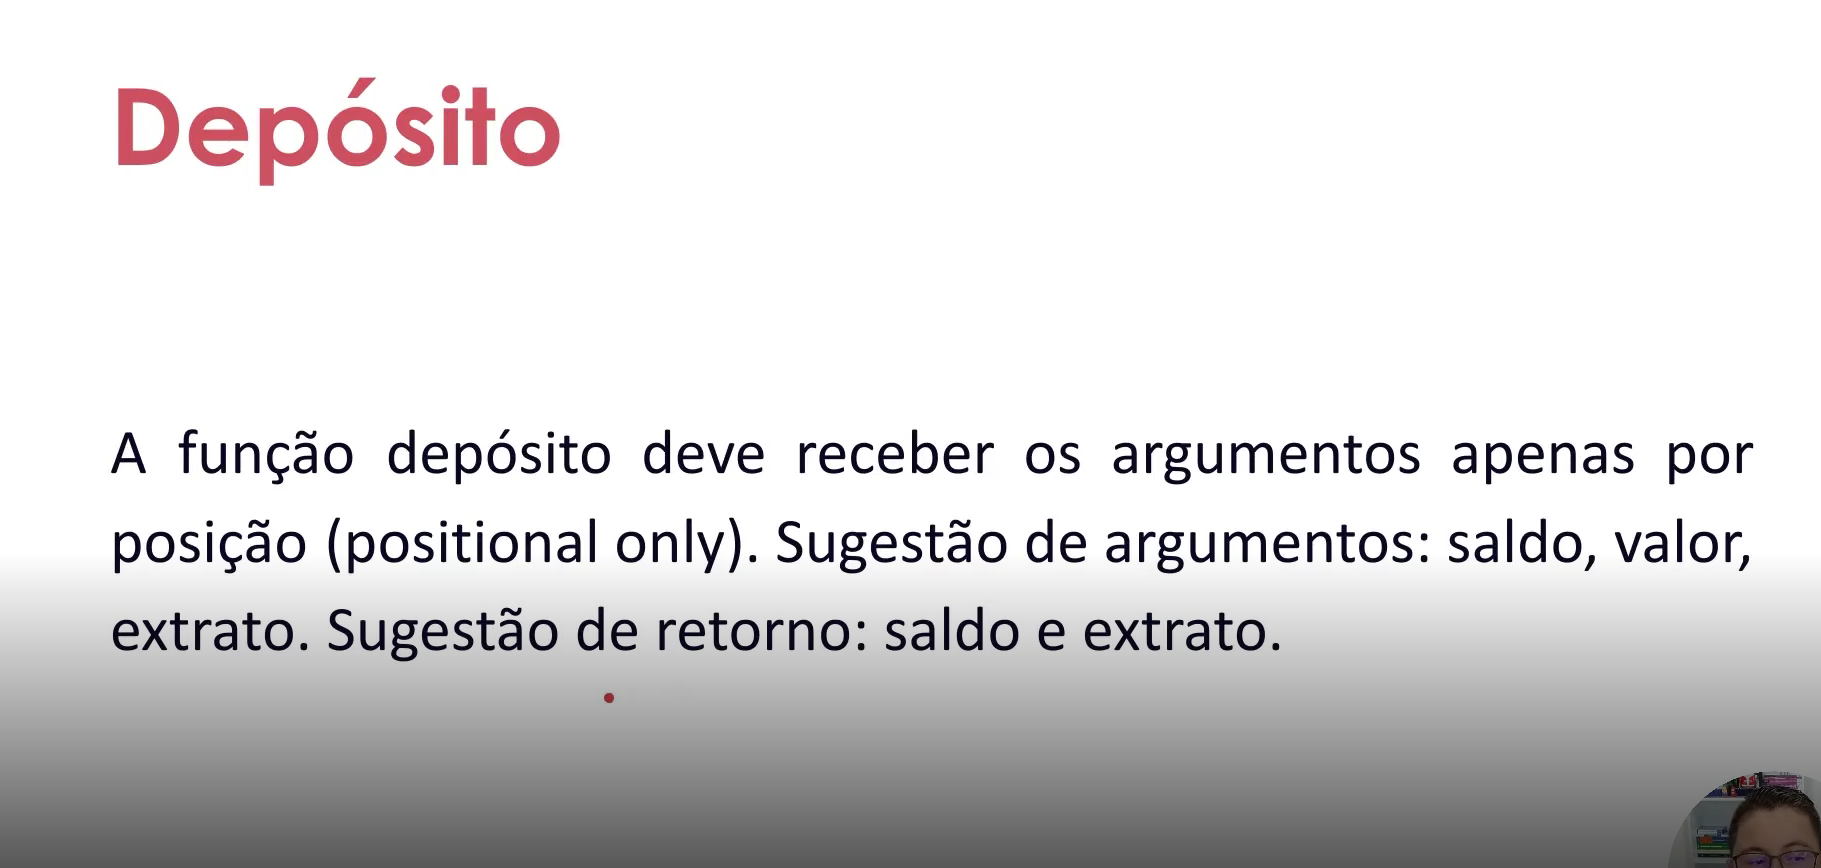 Depósito
A função depósito deve receber os argumentos apenas por
posição (positional only). Sugestão de argumentos: saldo, valor,
extrato. Sugestão de retorno: saldo e extrato.